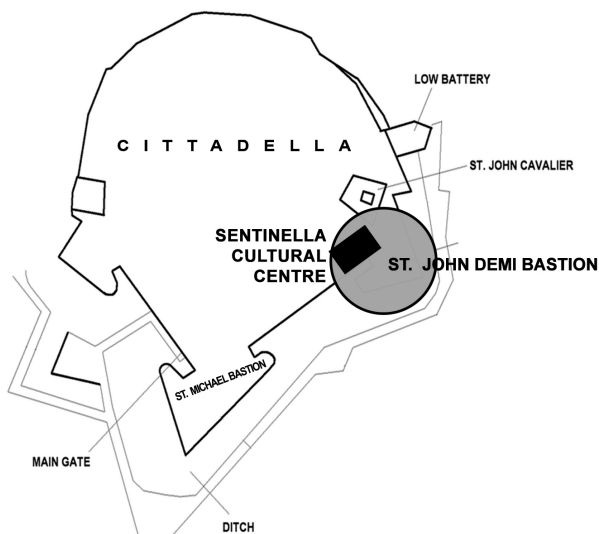 LOW BATTERY
CITTADELLA
ST. JOHN CAVALIER
SENTINELLA
CULTURAL
CENTRE
ST. JOHN DEMI BASTION
ST. MICHAEL BASTION
MAIN GATE
DITCH